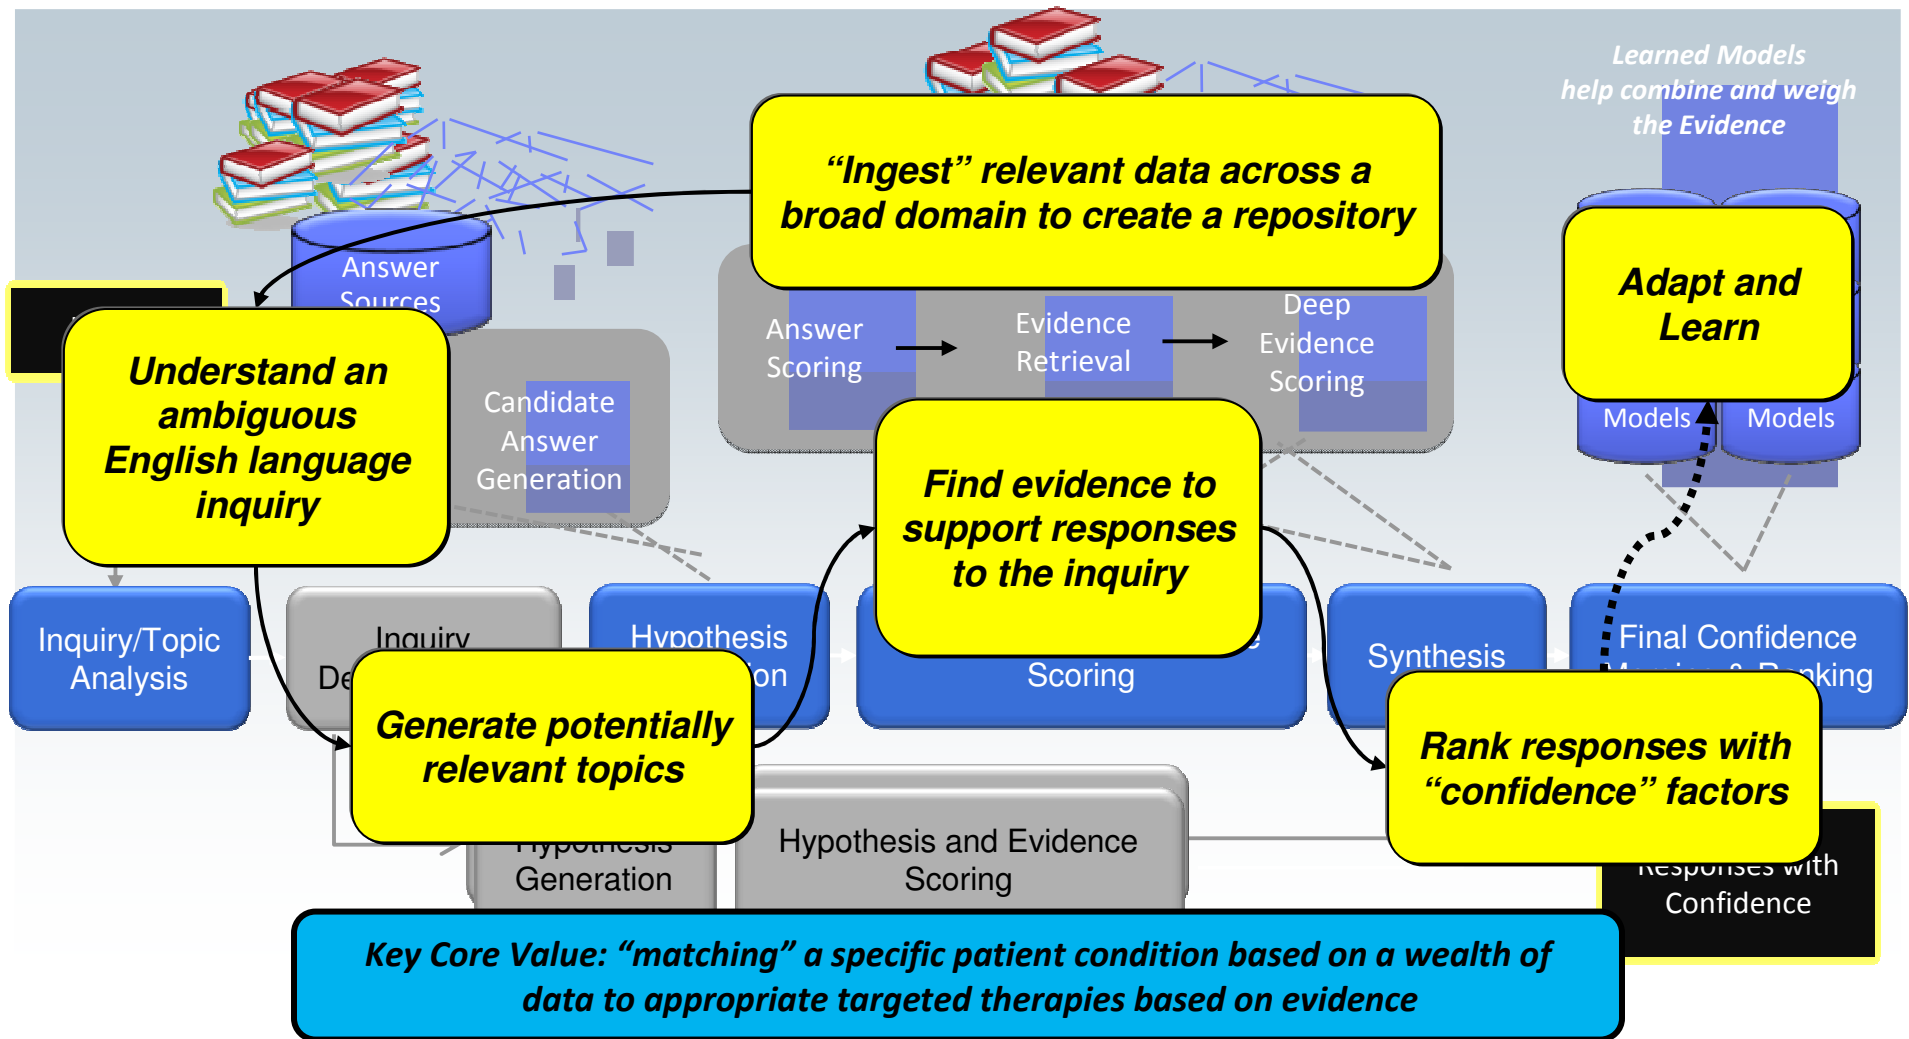 Learned Models
help combine and weigh
the Evidence
“Ingest” relevant data across a
broad domain to create a repository
Answer
Sources
Adapt and
Learn
Models
Models
Understand an
ambiguous
English language
inquiry
Candidate
Answer
Generation
Answer
Scoring
Evidence
Retrieval
Deep
Evidence
Scoring
Find evidence to
support responses
to the inquiry
Inquiry/Topic
Analysis
Inquiry
Hypothesis
Scoring
Synthesis
Final Confidence
Generate potentially
relevant topics
Rank responses with
“confidence” factors
Hypothesis
Generation
Hypothesis and Evidence
Scoring
Responses with
Confidence
Key Core Value: “matching” a specific patient condition based on a wealth of
data to appropriate targeted therapies based on evidence